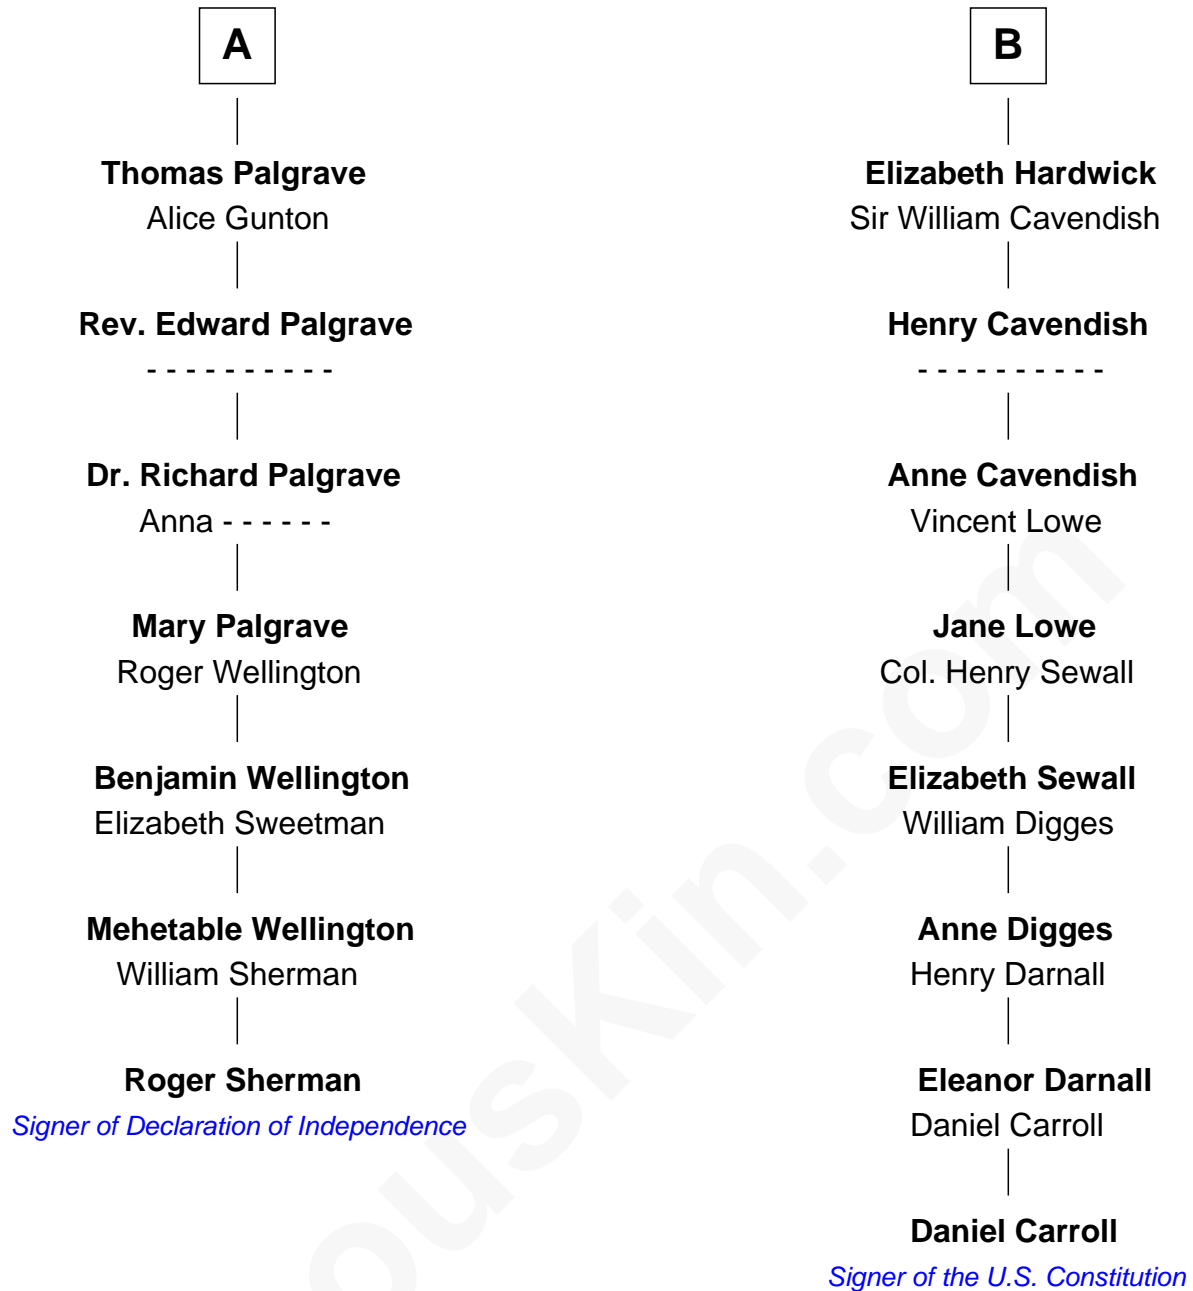 A
Thomas Palgrave
Alice Gunton
Rev. Edward Palgrave
- - - - - - - - - -
Dr. Richard Palgrave
Anna - - - - - -
Mary Palgrave
Roger Wellington
Benjamin Wellington
Elizabeth Sweetman
Mehetable Wellington
William Sherman
Roger Sherman
Signer of Declaration of Independence
B
Elizabeth Hardwick
Sir William Cavendish
Henry Cavendish
- - - - - - - - - -
Anne Cavendish
Vincent Lowe
Jane Lowe
Col. Henry Sewall
Elizabeth Sewall
William Digges
Anne Digges
Henry Darnall
Eleanor Darnall
Daniel Carroll
Daniel Carroll
Signer of the U.S. Constitution
ousKin.com